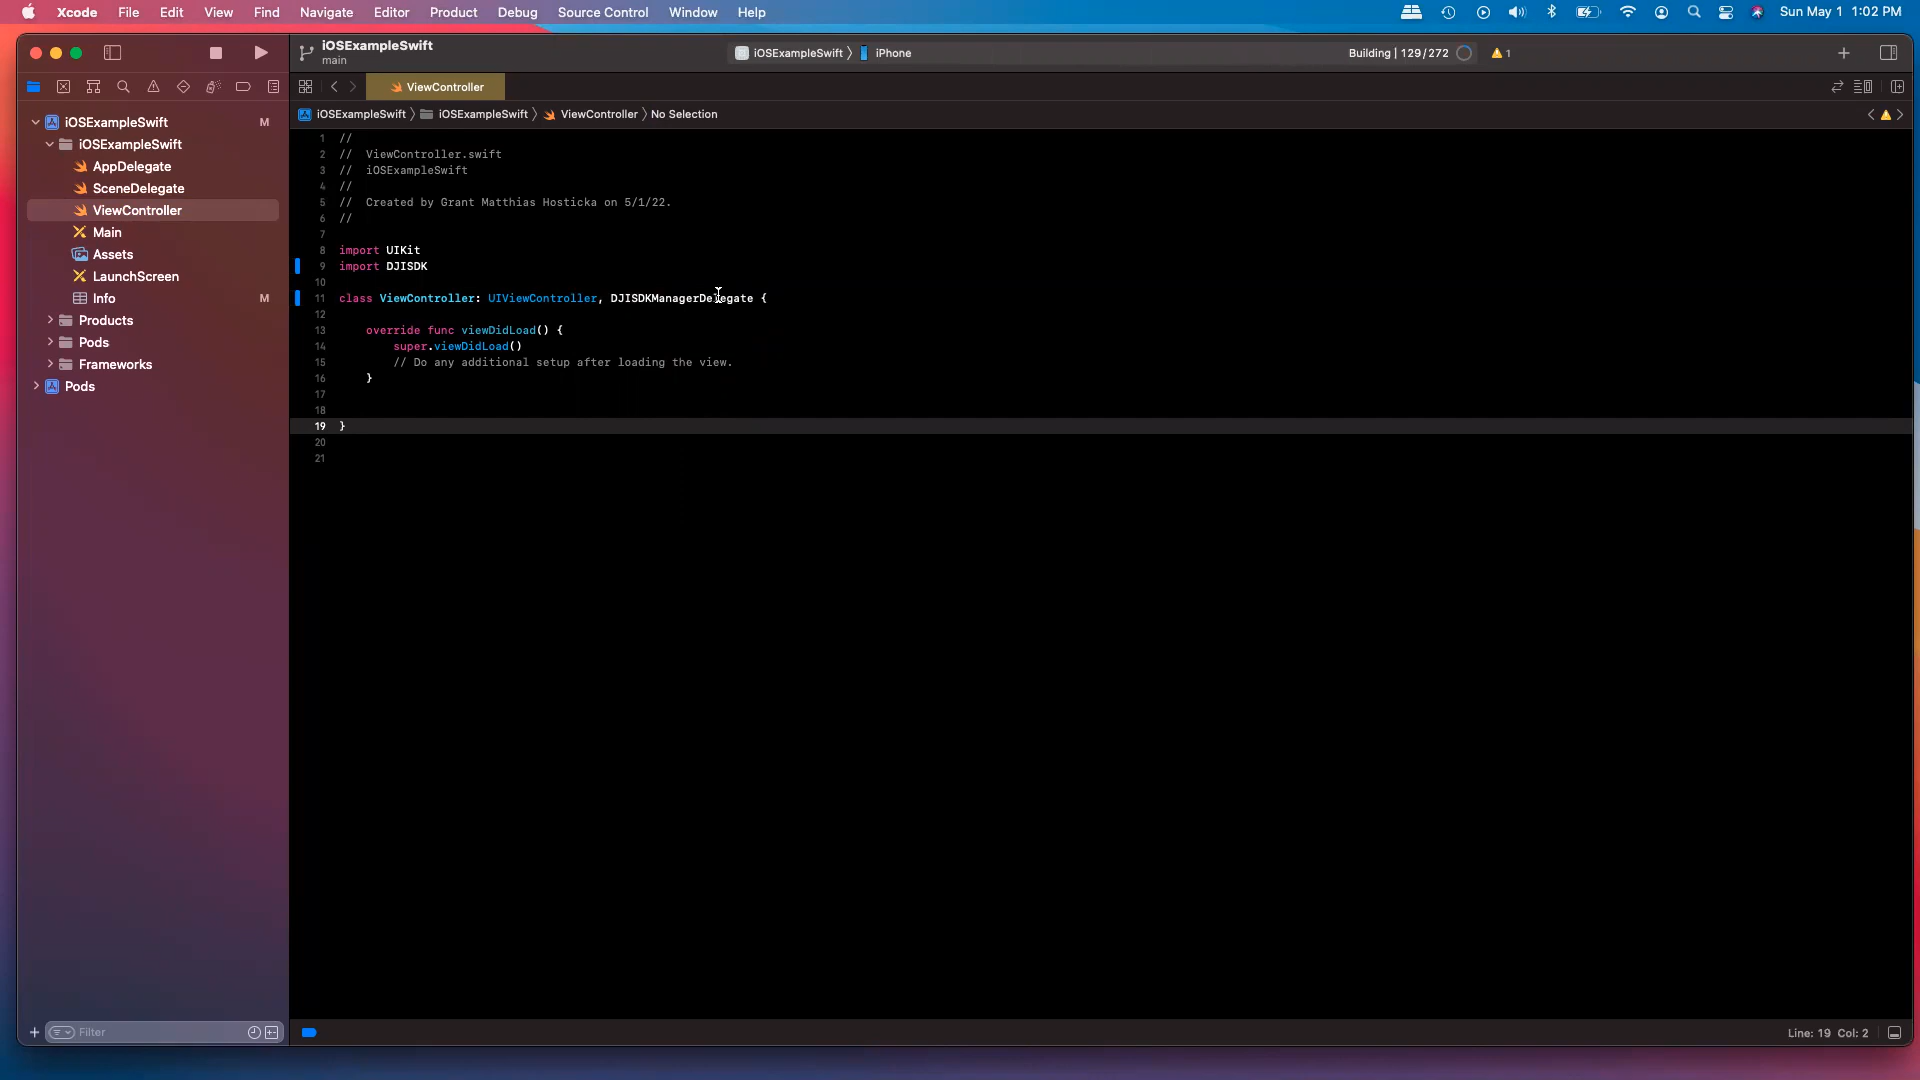 Xcode File Edit View Find Navigate Editor Product Debug Source Control Window Help Sun May 1 1:02 PM
iOSExampleSwift
main
iOSExampleSwift iPhone Building | 129/272 1
ViewController
iOSExampleSwift iOSExampleSwift ViewController No Selection
iOSExampleSwift M
iOSExampleSwift
AppDelegate
SceneDelegate
ViewController
Main
Assets
LaunchScreen
Info M
Products
Pods
Frameworks
Pods
Filter
1 //
2 // ViewController.swift
3 // iOSExampleSwift
4 //
5 // Created by Grant Matthias Hosticka on 5/1/22.
6 //
7
8 import UIKit
9 import DJISDK
10
11 class ViewController: UIViewController, DJISDKManagerDelegate {
12
13 override func viewDidLoad() {
14 super.viewDidLoad()
15 // Do any additional setup after loading the view.
16 }
17
18
19 }
20
21
Line: 19 Col: 2